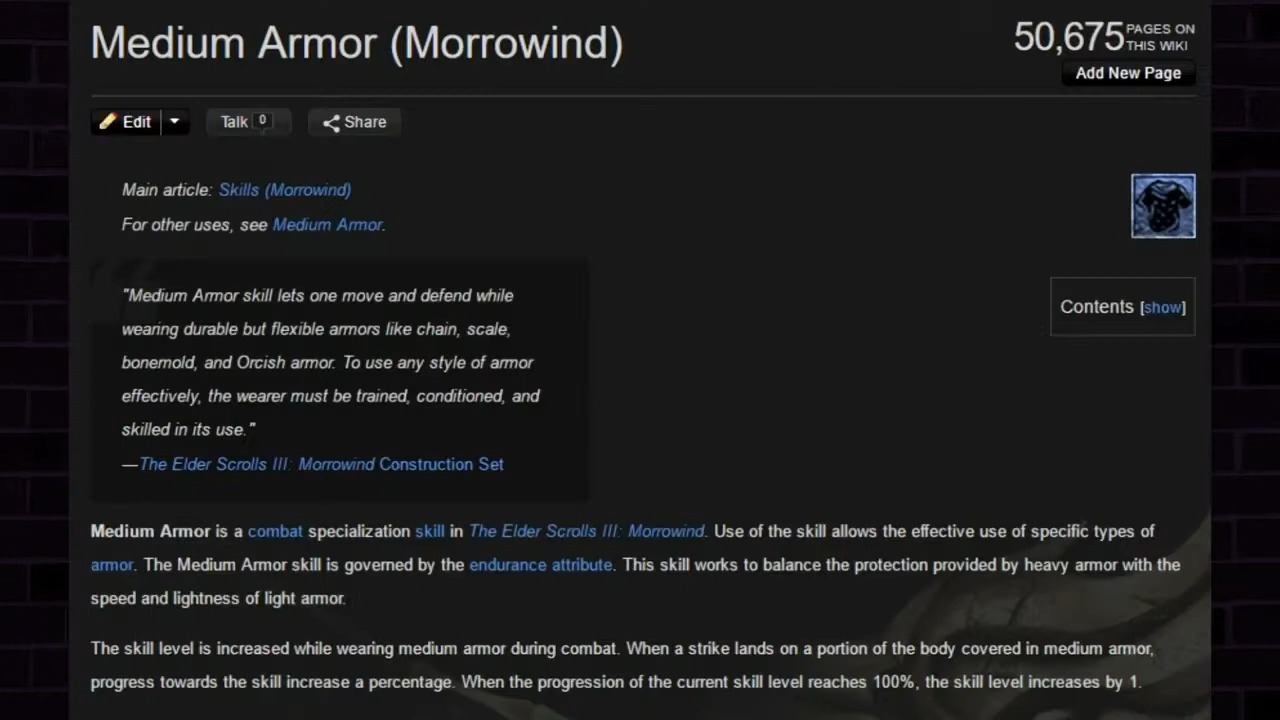 Medium Armor (Morrowind)
50,675 PAGES ON THIS WIKI
Add New Page
Edit
Talk 0
Share
Main article: Skills (Morrowind)
For other uses, see Medium Armor.
"Medium Armor skill lets one move and defend while
wearing durable but flexible armors like chain, scale,
bonemold, and Orcish armor. To use any style of armor
effectively, the wearer must be trained, conditioned, and
skilled in its use."
—The Elder Scrolls III: Morrowind Construction Set
Contents [show]
Medium Armor is a combat specialization skill in The Elder Scrolls III: Morrowind. Use of the skill allows the effective use of specific types of
armor. The Medium Armor skill is governed by the endurance attribute. This skill works to balance the protection provided by heavy armor with the
speed and lightness of light armor.
The skill level is increased while wearing medium armor during combat. When a strike lands on a portion of the body covered in medium armor,
progress towards the skill increase a percentage. When the progression of the current skill level reaches 100%, the skill level increases by 1.